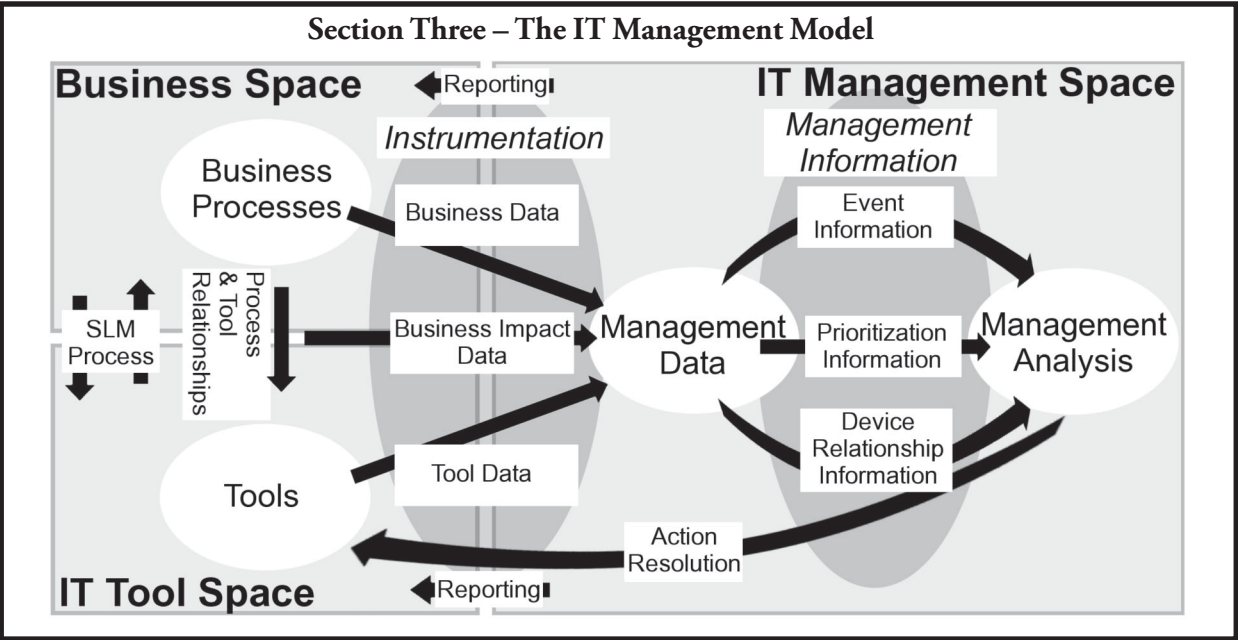 Section Three – The IT Management Model
Business Space
Reporting
IT Management Space
Instrumentation
Management
Information
Business
Processes
Business Data
Event
Information
SLM
Process
Process
& Tool
Relationships
Business Impact
Data
Management
Data
Prioritization
Information
Management
Analysis
Tools
Tool Data
Device
Relationship
Information
Action
Resolution
IT Tool Space
Reporting